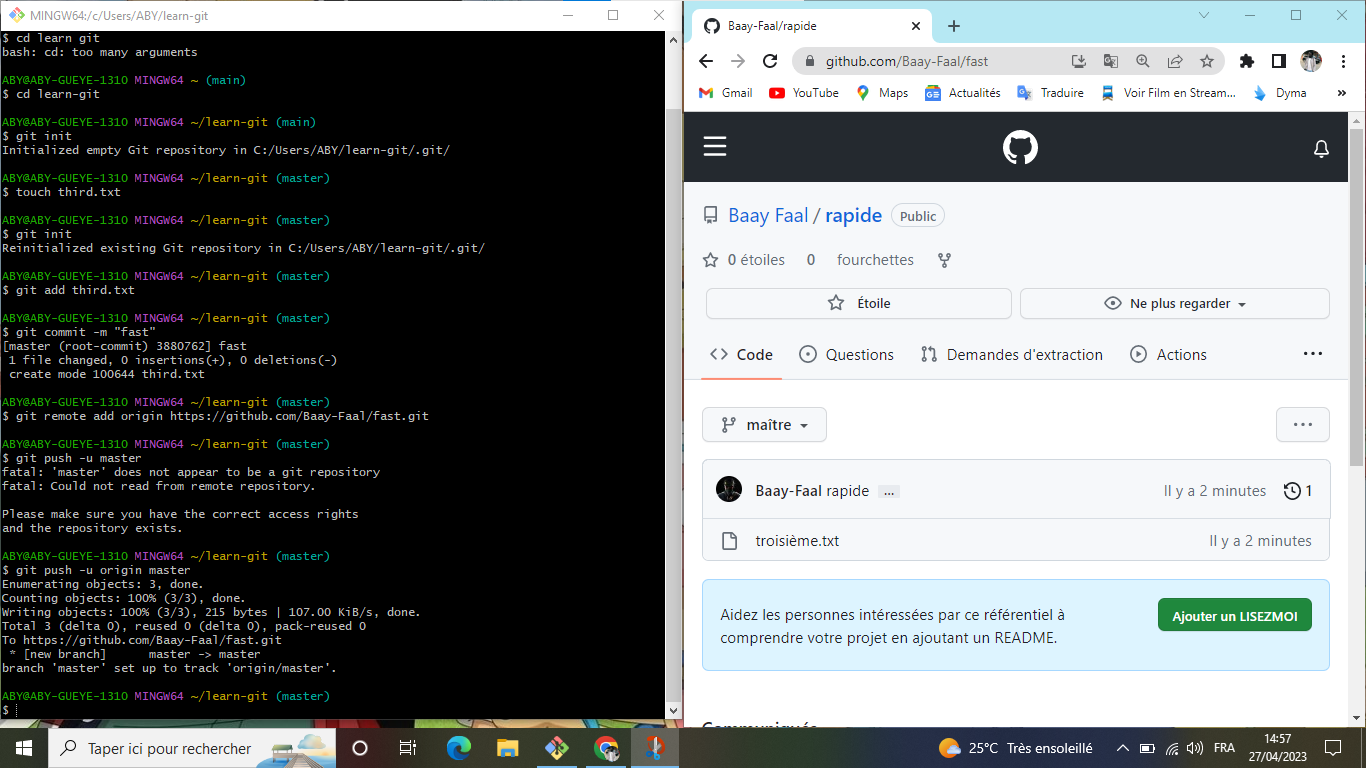 MINGW64:/c/Users/ABY/learn-git
$ cd learn git
bash: cd: too many arguments
ABY@ABY-GUEYE-1310 MINGW64 ~ (main)
$ cd learn-git
ABY@ABY-GUEYE-1310 MINGW64 ~/learn-git (main)
$ git init
Initialized empty Git repository in C:/Users/ABY/learn-git/.git/
ABY@ABY-GUEYE-1310 MINGW64 ~/learn-git (master)
$ touch third.txt
ABY@ABY-GUEYE-1310 MINGW64 ~/learn-git (master)
$ git init
Reinitialized existing Git repository in C:/Users/ABY/learn-git/.git/
ABY@ABY-GUEYE-1310 MINGW64 ~/learn-git (master)
$ git add third.txt
ABY@ABY-GUEYE-1310 MINGW64 ~/learn-git (master)
$ git commit -m "fast"
[master (root-commit) 3880762] fast
1 file changed, 0 insertions(+), 0 deletions(-)
create mode 100644 third.txt
ABY@ABY-GUEYE-1310 MINGW64 ~/learn-git (master)
$ git remote add origin https://github.com/Baay-Faal/fast.git
ABY@ABY-GUEYE-1310 MINGW64 ~/learn-git (master)
$ git push -u master
fatal: 'master' does not appear to be a git repository
fatal: Could not read from remote repository.
Please make sure you have the correct access rights
and the repository exists.
ABY@ABY-GUEYE-1310 MINGW64 ~/learn-git (master)
$ git push -u origin master
Enumerating objects: 3, done.
Counting objects: 100% (3/3), done.
Writing objects: 100% (3/3), 215 bytes | 107.00 KiB/s, done.
Total 3 (delta 0), reused 0 (delta 0), pack-reused 0
To https://github.com/Baay-Faal/fast.git
* [new branch]      master -> master
branch 'master' set up to track 'origin/master'.
ABY@ABY-GUEYE-1310 MINGW64 ~/learn-git (master)
$
Baay-Faal/rapide
github.com/Baay-Faal/fast
Gmail YouTube Maps Actualités Traduire Voir Film en Stream... Dyma »
Baay Faal / rapide Public
0 étoiles 0 fourchettes
Étoile Ne plus regarder
Code Questions Demandes d'extraction Actions ...
maître ...
Baay-Faal rapide ... Il y a 2 minutes 1
troisième.txt Il y a 2 minutes
Aidez les personnes intéressées par ce référentiel à
comprendre votre projet en ajoutant un README.
Ajouter un LISEZMOI
Communiqués
Taper ici pour rechercher
25°C Très ensoleillé
FRA
14:57
27/04/2023